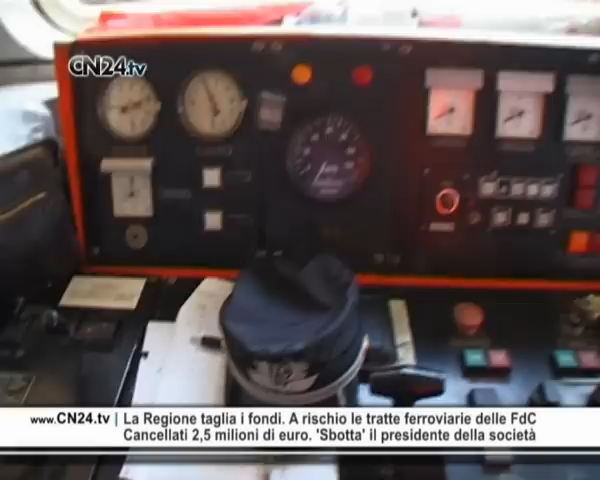 CN24.tv
www.CN24.tv | La Regione taglia i fondi. A rischio le tratte ferroviarie delle FdC
Cancellati 2,5 milioni di euro. 'Sbotta' il presidente della società